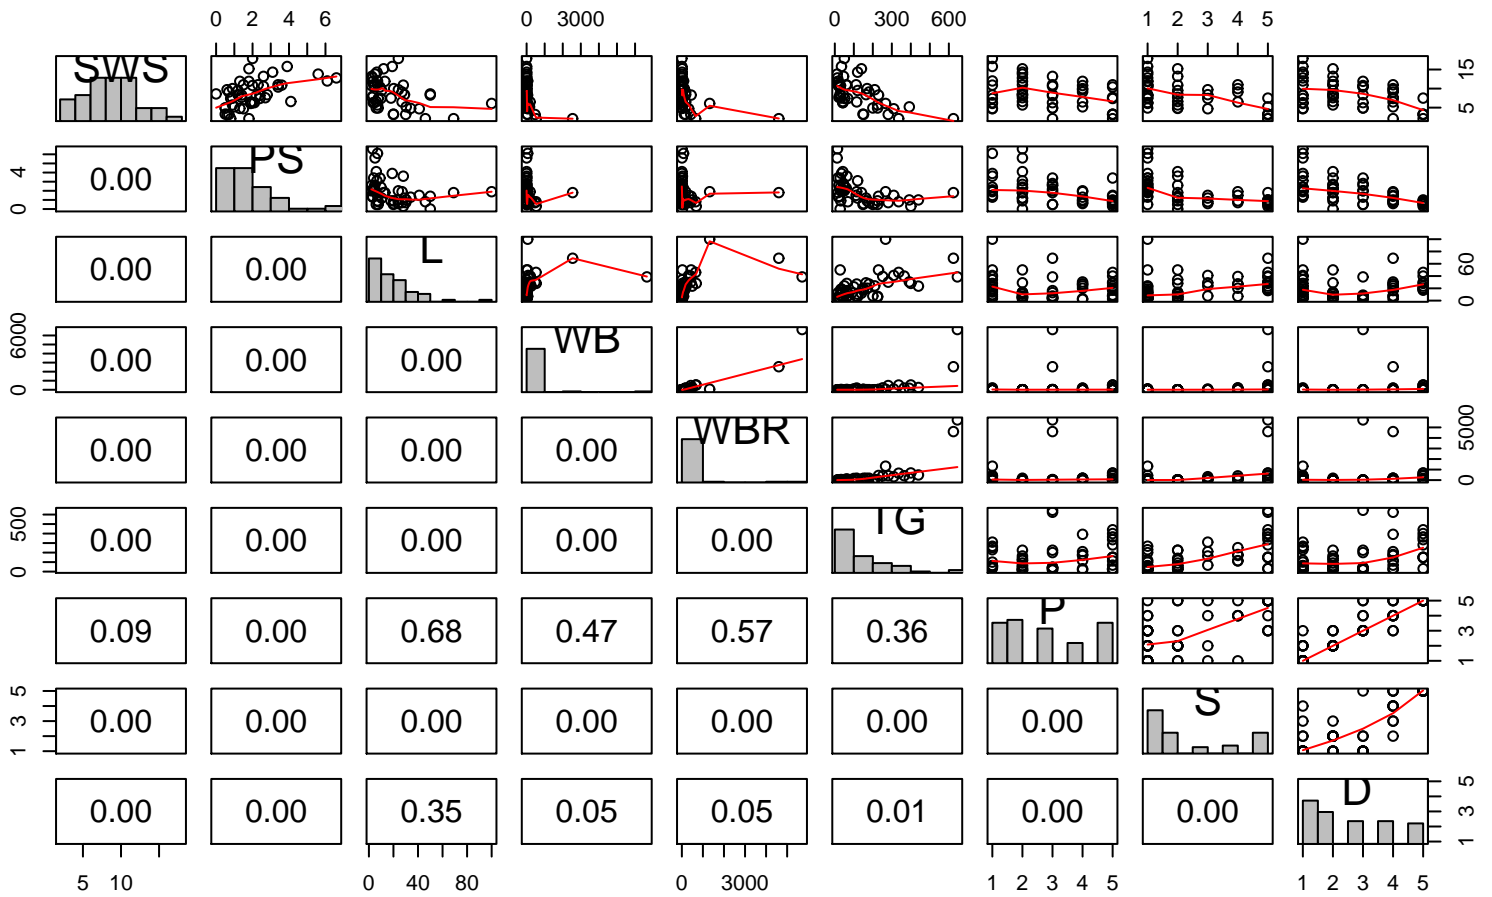 0 2 4 6 0 3000 0 300 600 1 2 3 4 5
SWS 5 15
4 0 0.00 PS
0.00 0.00 L 0 60
6000 0 0.00 0.00 0.00 WB
0.00 0.00 0.00 0.00 WBR 0 5000
500 0 0.00 0.00 0.00 0.00 0.00 TG
0.09 0.00 0.68 0.47 0.57 0.36 P 1 3 5
5 3 1 0.00 0.00 0.00 0.00 0.00 0.00 0.00 S
0.00 0.00 0.35 0.05 0.05 0.01 0.00 0.00 D 1 3 5
5 10 0 40 80 0 3000 1 2 3 4 5 1 2 3 4 5